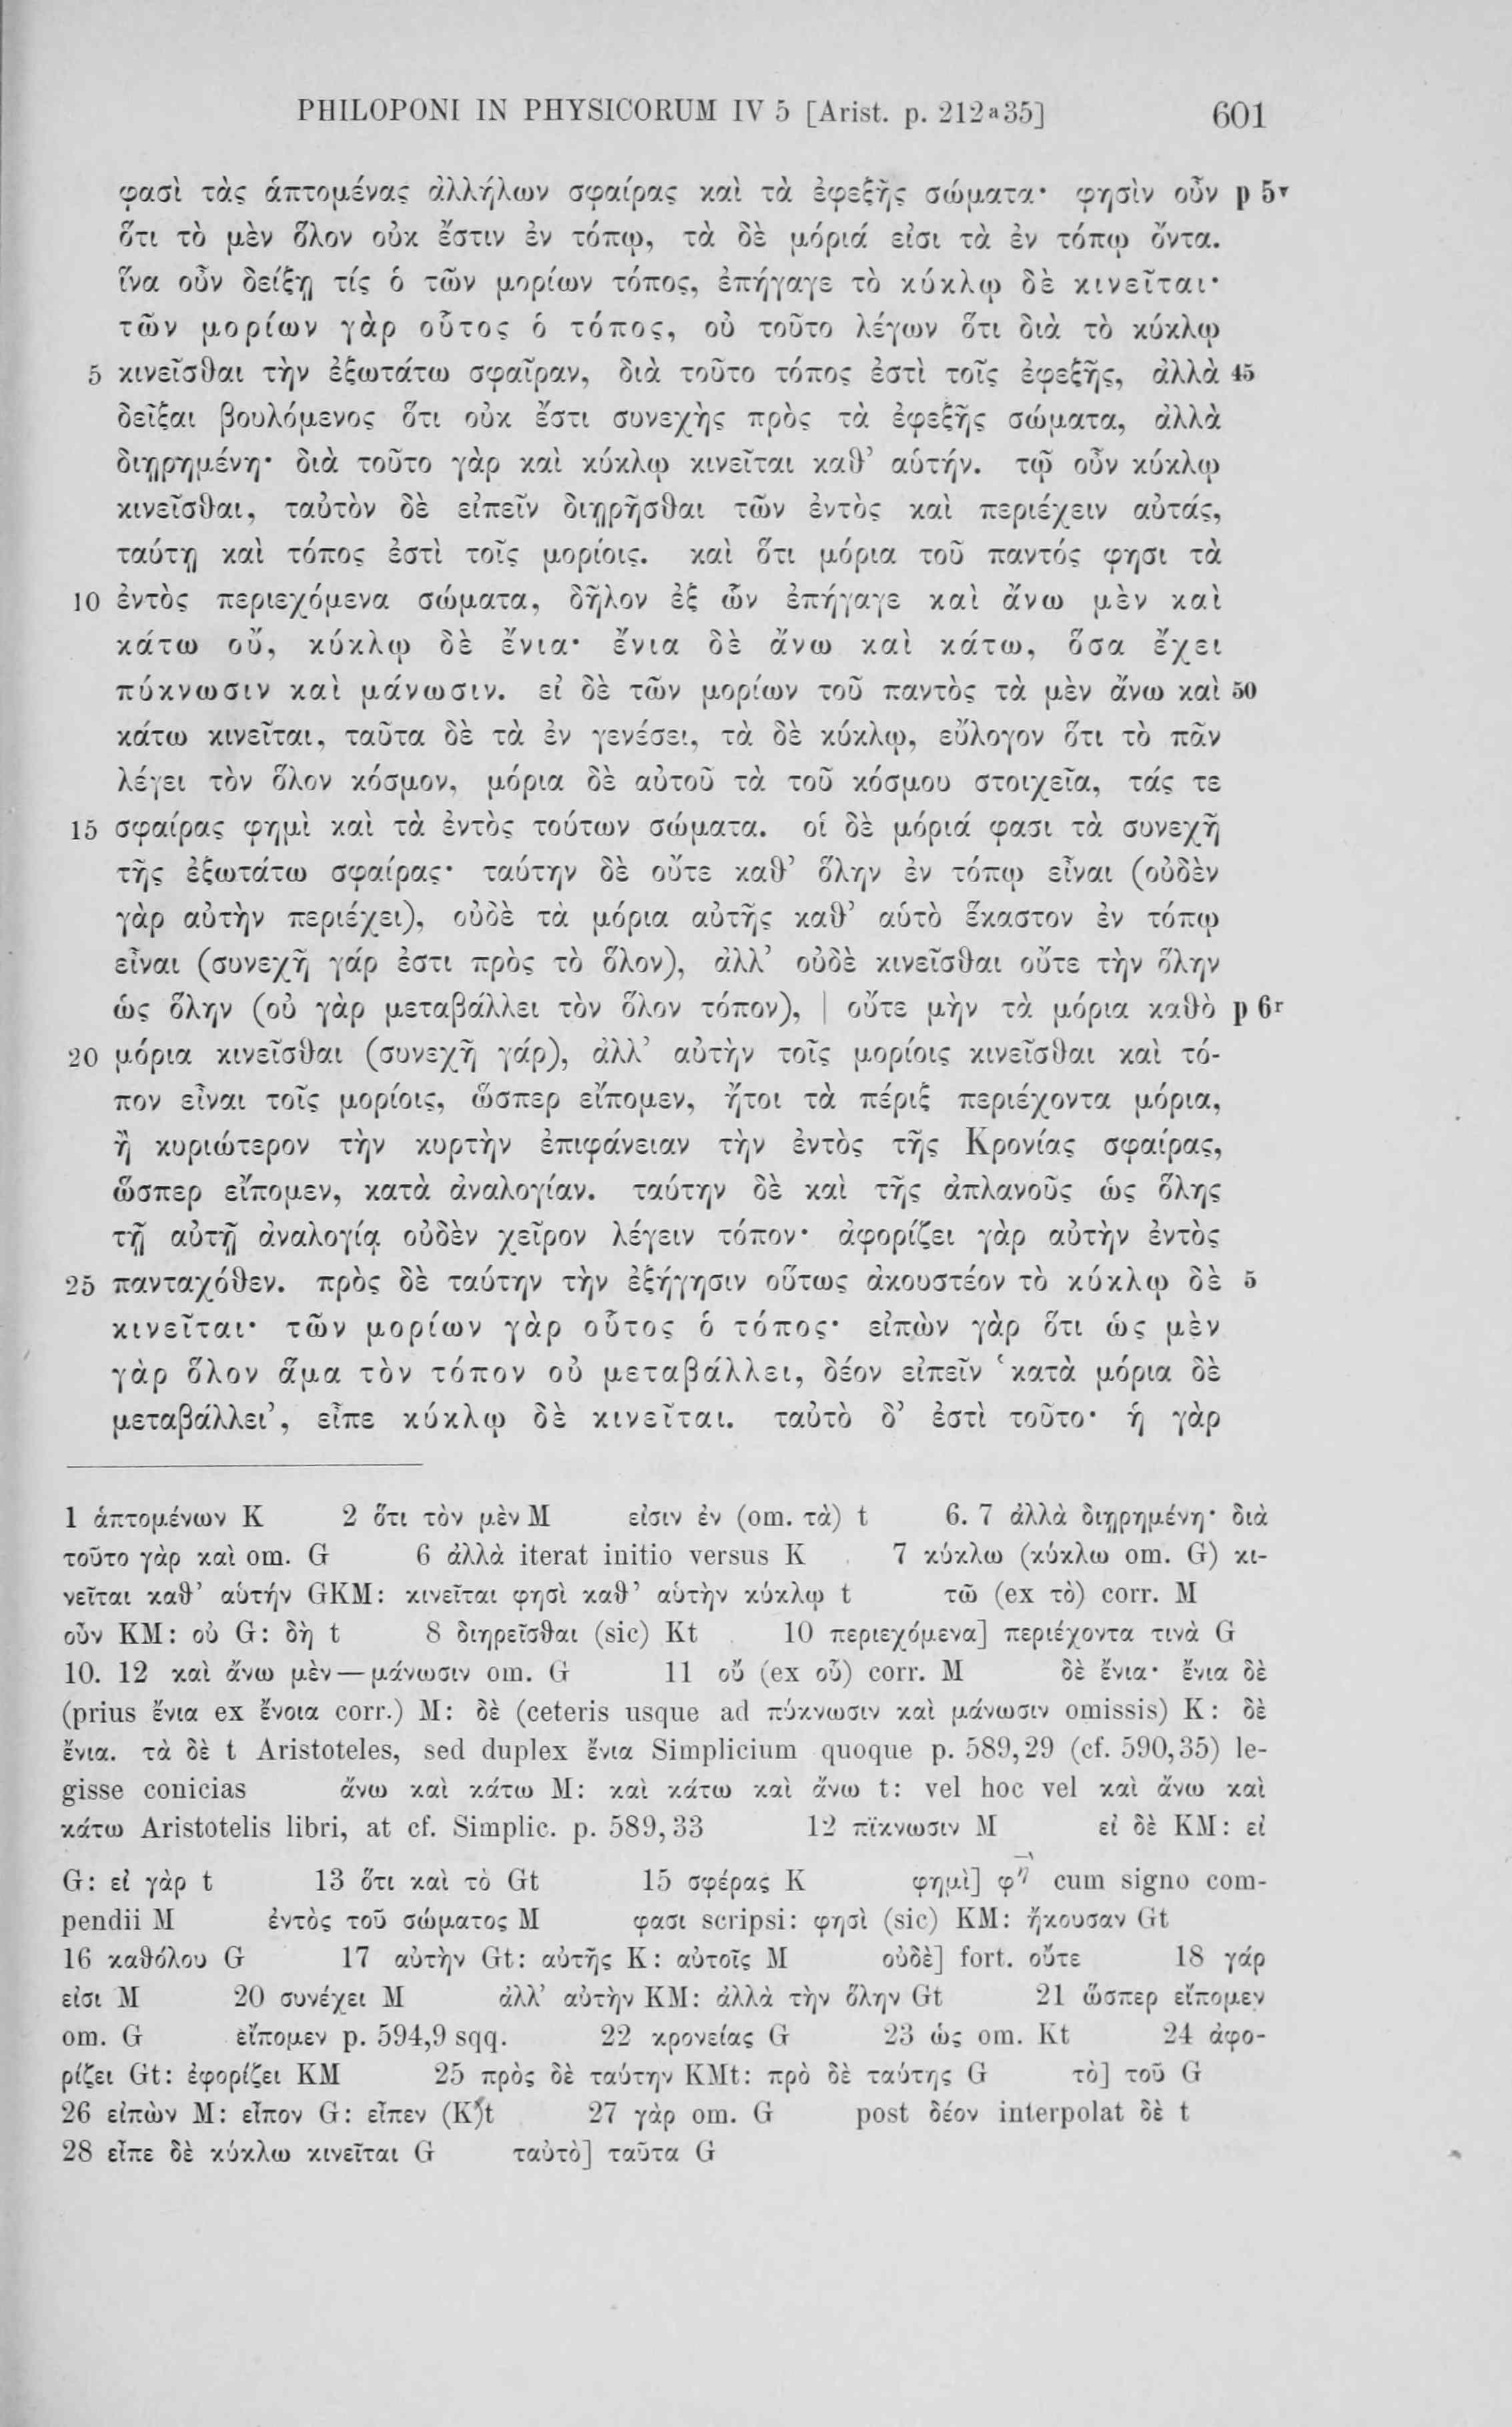 PHILOPONI IN PHYSICORUM IV 5 [Arist. p. 212a35] 601
φασὶ τὰς ἁπτομένας ἀλλήλων σφαίρας καὶ τὰ ἐφεξῆς σώματα· φησὶν οὖν p 5v
ὅτι τὸ μὲν ὅλον οὐκ ἔστιν ἐν τόπῳ, τὰ δὲ μόριά εἰσι τὰ ἐν τόπῳ ὄντα.
ἵνα οὖν δείξῃ τίς ὁ τῶν μορίων τόπος, ἐπήγαγε τὸ κύκλῳ δὲ κινεῖται·
τῶν μορίων γὰρ οὗτος ὁ τόπος, οὐ τοῦτο λέγων ὅτι διὰ τὸ κύκλῳ
5 κινεῖσθαι τὴν ἐξωτάτω σφαῖραν, διὰ τοῦτο τόπος ἐστὶ τοῖς ἐφεξῆς, ἀλλὰ 45
δεῖξαι βουλόμενος ὅτι οὐκ ἔστι συνεχὴς πρὸς τὰ ἐφεξῆς σώματα, ἀλλὰ
διῃρημένη· διὰ τοῦτο γὰρ καὶ κύκλῳ κινεῖται καθ’ αὑτήν. τῷ οὖν κύκλῳ
κινεῖσθαι, ταὐτὸν δὲ εἰπεῖν διῃρῆσθαι τῶν ἐντὸς καὶ περιέχειν αὐτάς,
ταύτῃ καὶ τόπος ἐστὶ τοῖς μορίοις. καὶ ὅτι μόρια τοῦ παντός φησι τὰ
10 ἐντὸς περιεχόμενα σώματα, δῆλον ἐξ ὧν ἐπήγαγε καὶ ἄνω μὲν καὶ
κάτω οὔ, κύκλῳ δὲ ἔνια· ἔνια δὲ ἄνω καὶ κάτω, ὅσα ἔχει
πύκνωσιν καὶ μάνωσιν. εἰ δὲ τῶν μορίων τοῦ παντὸς τὰ μὲν ἄνω καὶ 50
κάτω κινεῖται, ταῦτα δὲ τὰ ἐν γενέσει, τὰ δὲ κύκλῳ, εὔλογον ὅτι τὸ πᾶν
λέγει τὸν ὅλον κόσμον, μόρια δὲ αὐτοῦ τὰ τοῦ κόσμου στοιχεῖα, τάς τε
15 σφαίρας φημὶ καὶ τὰ ἐντὸς τούτων σώματα. οἱ δὲ μόριά φασι τὰ συνεχῆ
τῆς ἐξωτάτω σφαίρας· ταύτην δὲ οὔτε καθ’ ὅλην ἐν τόπῳ εἶναι (οὐδὲν
γὰρ αὐτὴν περιέχει), οὐδὲ τὰ μόρια αὐτῆς καθ’ αὑτὸ ἕκαστον ἐν τόπῳ
εἶναι (συνεχῆ γάρ ἐστι πρὸς τὸ ὅλον), ἀλλ’ οὐδὲ κινεῖσθαι οὔτε τὴν ὅλην
ὡς ὅλην (οὐ γὰρ μεταβάλλει τὸν ὅλον τόπον), | οὔτε μὴν τὰ μόρια καθὸ p 6r
20 μόρια κινεῖσθαι (συνεχῆ γάρ), ἀλλ’ αὐτὴν τοῖς μορίοις κινεῖσθαι καὶ τό-
πον εἶναι τοῖς μορίοις, ὥσπερ εἴπομεν, ἤτοι τὰ πέριξ περιέχοντα μόρια,
ἢ κυριώτερον τὴν κυρτὴν ἐπιφάνειαν τὴν ἐντὸς τῆς Κρονίας σφαίρας,
ὥσπερ εἴπομεν, κατὰ ἀναλογίαν. ταύτην δὲ καὶ τῆς ἀπλανοῦς ὡς ὅλης
τῇ αὐτῇ ἀναλογίᾳ οὐδὲν χεῖρον λέγειν τόπον· ἀφορίζει γὰρ αὐτὴν ἐντὸς
25 πανταχόθεν. πρὸς δὲ ταύτην τὴν ἐξήγησιν οὕτως ἀκουστέον τὸ κύκλῳ δὲ 5
κινεῖται· τῶν μορίων γὰρ οὗτος ὁ τόπος· εἰπὼν γὰρ ὅτι ὡς μὲν
γὰρ ὅλον ἅμα τὸν τόπον οὐ μεταβάλλει, δέον εἰπεῖν ‘κατὰ μόρια δὲ
μεταβάλλει’, εἶπε κύκλῳ δὲ κινεῖται. ταὐτὸ δ’ ἐστὶ τοῦτο· ἡ γὰρ
1 ἁπτομένων K 2 ὅτι τὸν μὲν M εἰσιν ἐν (om. τὰ) t 6. 7 ἀλλὰ διῃρημένη· διὰ
τοῦτο γὰρ καὶ om. G 6 ἀλλὰ iterat initio versus K 7 κύκλω (κύκλω om. G) κι-
νεῖται καθ’ αὑτήν GKM: κινεῖται φησὶ καθ’ αὑτὴν κύκλῳ t τῶ (ex τὸ) corr. M
οὖν KM: οὐ G: δὴ t 8 διηρεῖσθαι (sic) Kt 10 περιεχόμενα] περιέχοντα τινὰ G
10. 12 καὶ ἄνω μὲν — μάνωσιν om. G 11 οὔ (ex οὗ) corr. M δὲ ἔνια· ἔνια δὲ
(prius ἔνια ex ἔνοια corr.) M: δὲ (ceteris usque ad πύκνωσιν καὶ μάνωσιν omissis) K: δὲ
ἔνια. τὰ δὲ t Aristoteles, sed duplex ἔνια Simplicium quoque p. 589,29 (cf. 590,35) le-
gisse conicias ἄνω καὶ κάτω M: καὶ κάτω καὶ ἄνω t: vel hoc vel καὶ ἄνω καὶ
κάτω Aristotelis libri, at cf. Simplic. p. 589,33 12 πϊκνωσιν M εἰ δὲ KM: εἰ
G: εἰ γὰρ t 13 ὅτι καὶ τὸ Gt 15 σφέρας K φημὶ] φη cum signo com-
pendii M ἐντὸς τοῦ σώματος M φασι scripsi: φησὶ (sic) KM: ἤκουσαν Gt
16 καθόλου G 17 αὐτὴν Gt: αὐτῆς K: αὐτοῖς M οὐδὲ] fort. οὔτε 18 γάρ
εἰσι M 20 συνέχει M ἀλλ’ αὐτὴν KM: ἀλλὰ τὴν ὅλην Gt 21 ὥσπερ εἴπομεν
om. G εἴπομεν p. 594,9 sqq. 22 κρονείας G 23 ὡς om. Kt 24 ἀφο-
ρίζει Gt: ἐφορίζει KM 25 πρὸς δὲ ταύτην KMt: πρὸ δὲ ταύτης G τὸ] τοῦ G
26 εἰπὼν M: εἶπον G: εἶπεν (K)t 27 γὰρ om. G post δέον interpolat δὲ t
28 εἶπε δὲ κύκλω κινεῖται G ταὐτὸ] ταῦτα G